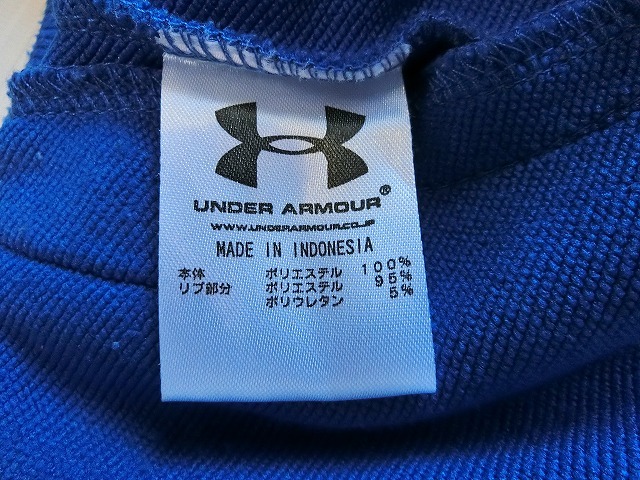 UNDER ARMOUR®
WWW.UNDERARMOUR.CO.JP
MADE IN INDONESIA
本体 ポリエステル 100%
リブ部分 ポリエステル 95%
ポリウレタン 5%